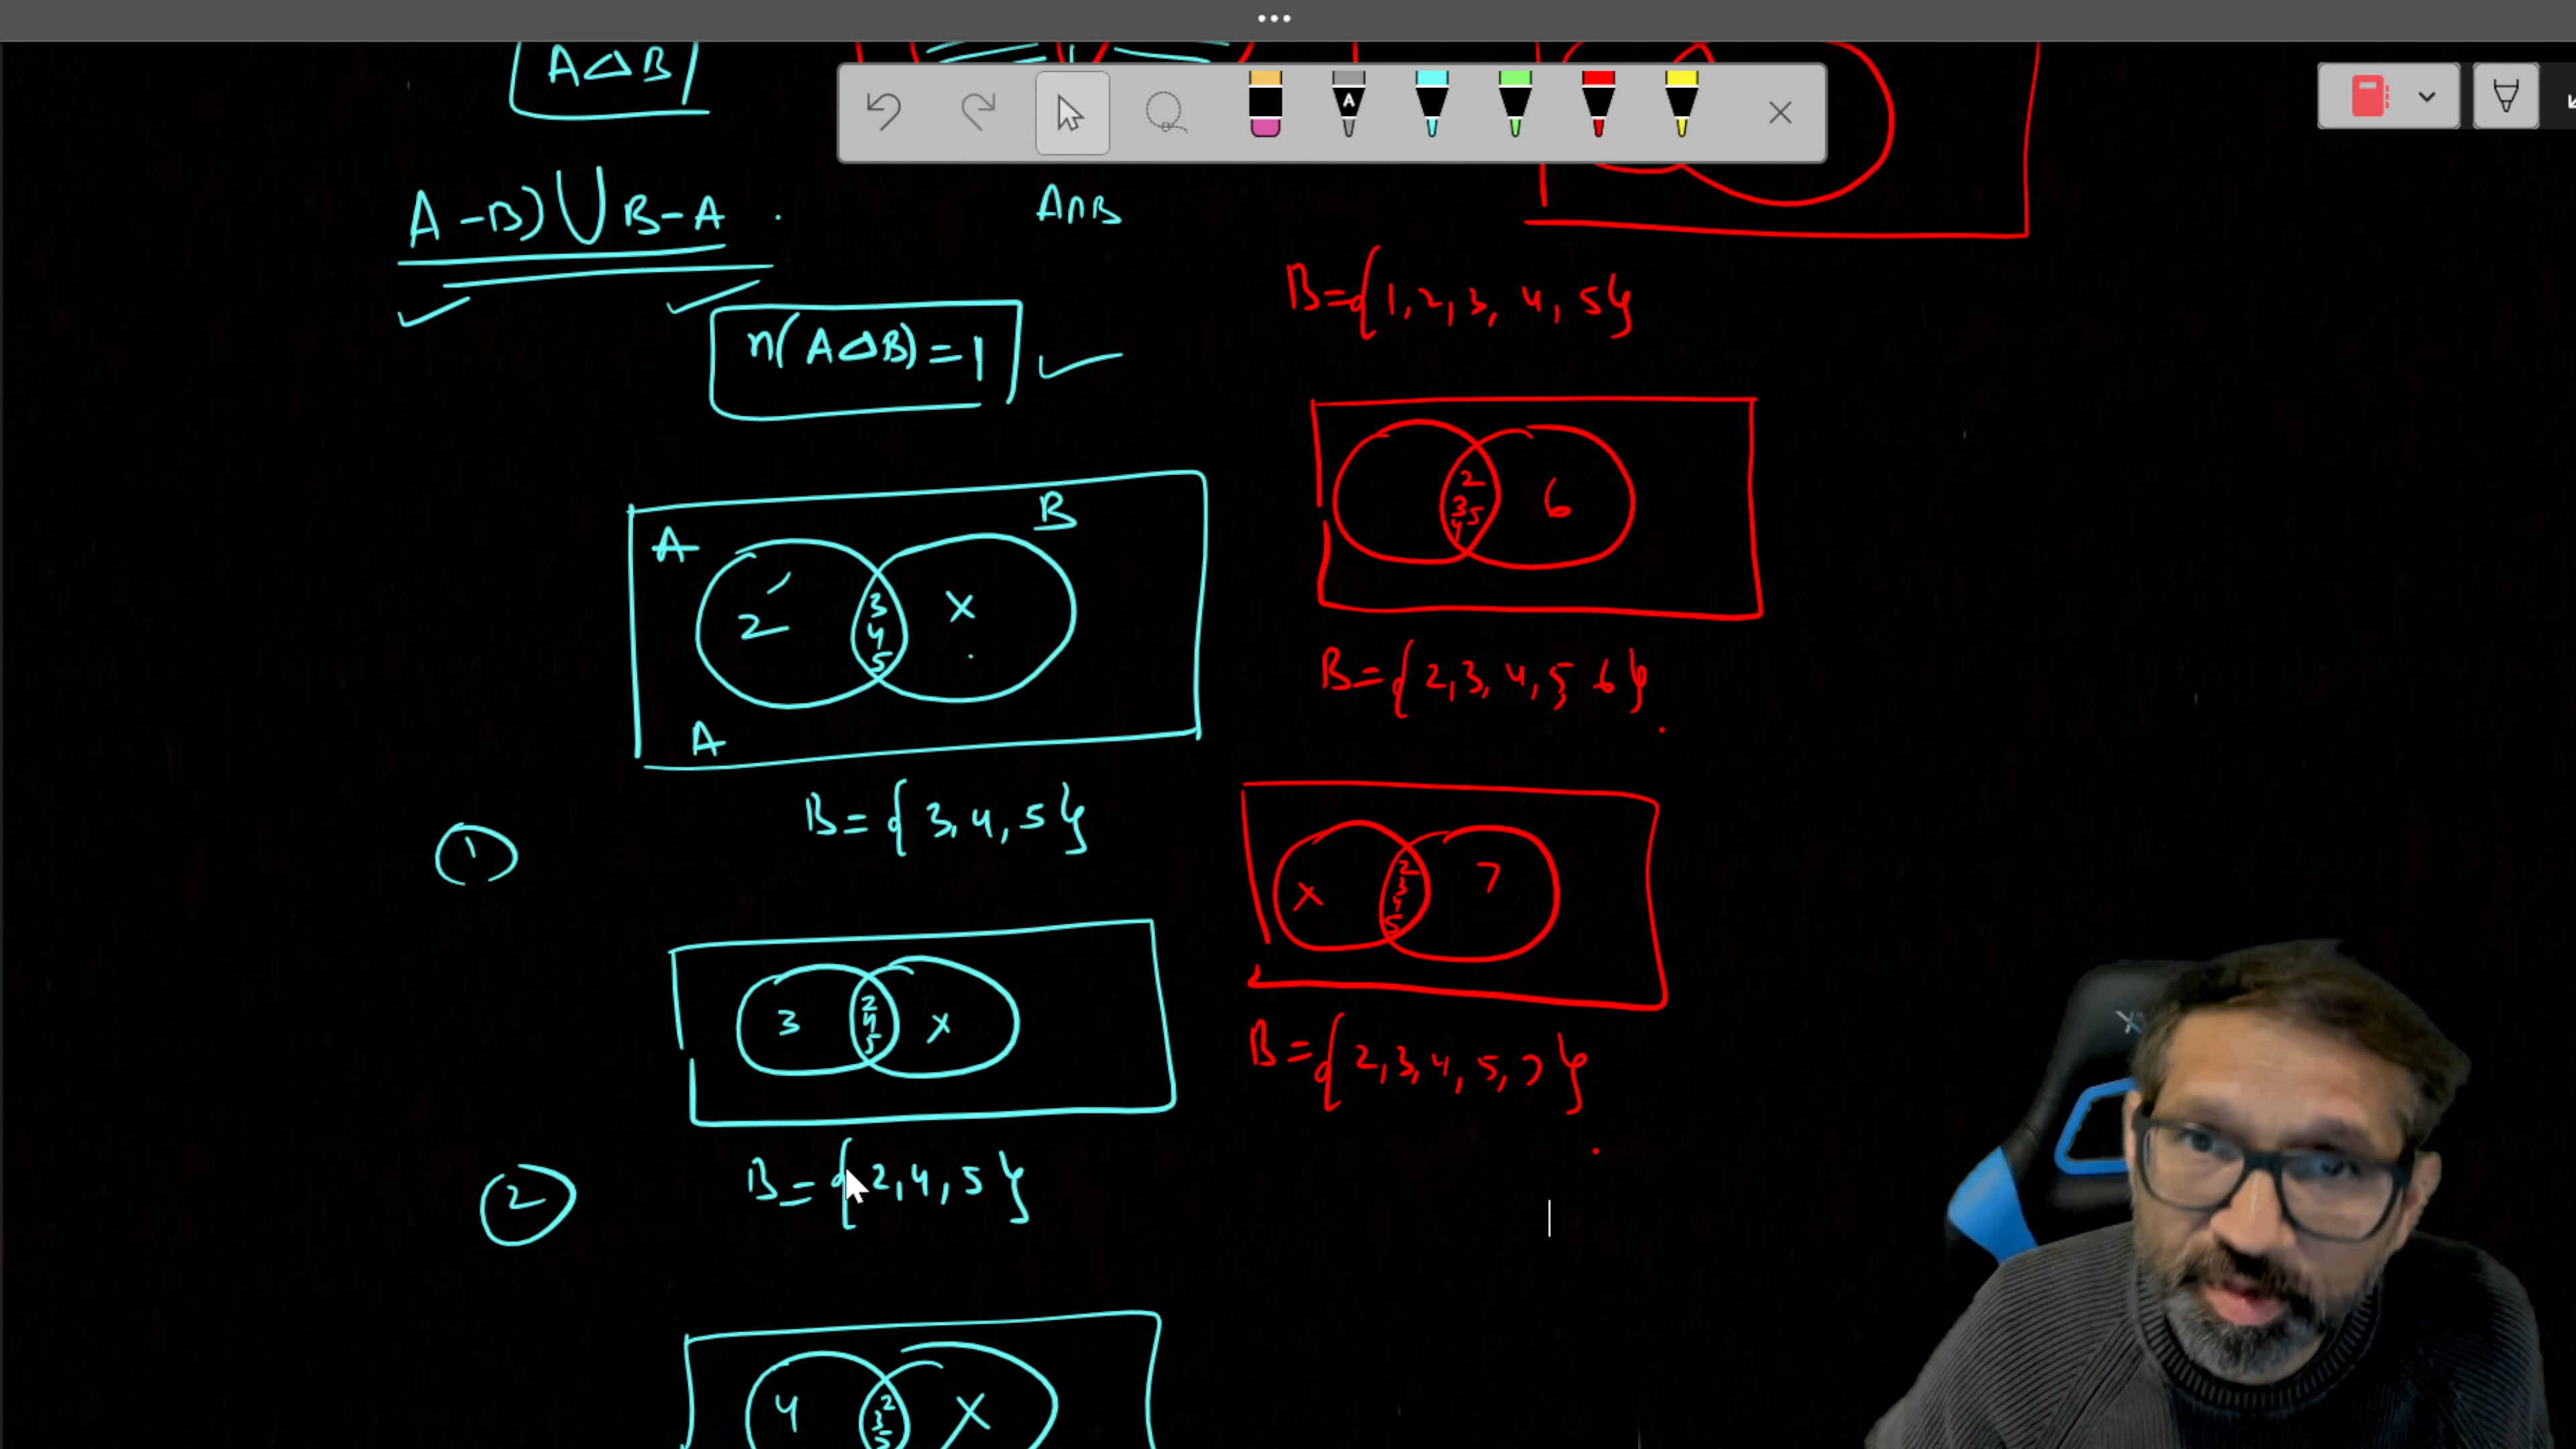 A△B
A-B) ∪ B-A .
A∩B
n(A△B)=1
B={1,2,3, 4, 5}
A
B
2
3
4
5
x
A
B={3,4,5}
1
2
3
4
5
6
B={2,3,4,5 6}
x
2
3
5
7
B={2,3,4,5,7}
3
2
4
5
x
B={2,4,5}
2
4
2
3
5
x